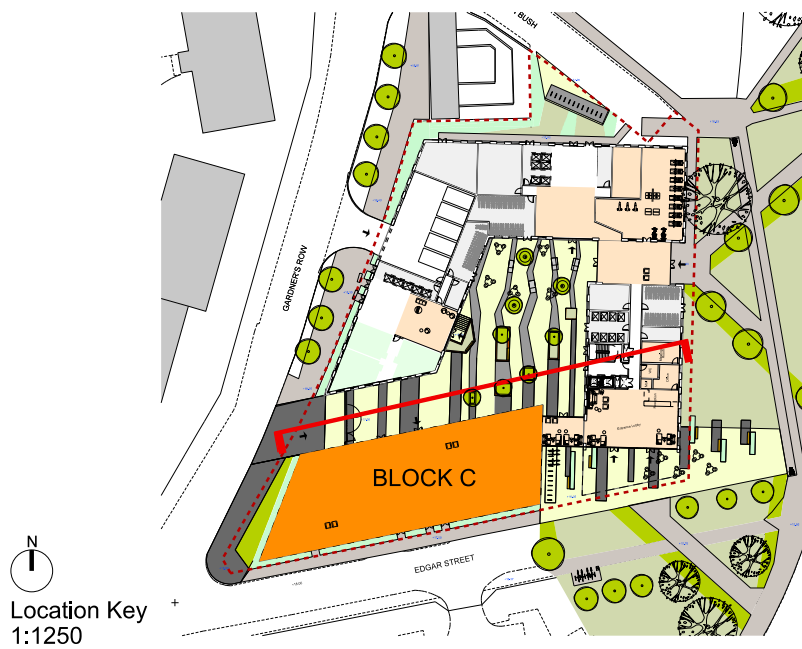 BUSH
GARDNER'S ROW
BLOCK C
EDGAR STREET
N
Location Key
1:1250